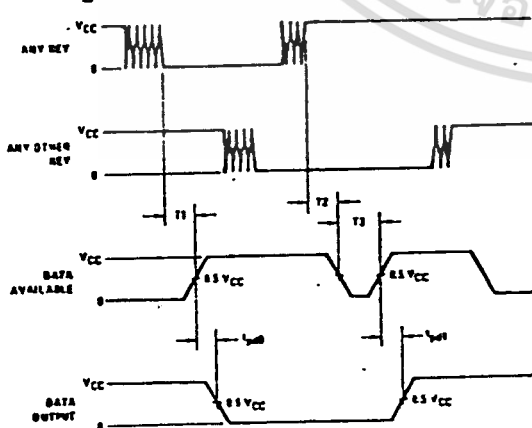 VCC
ANY KEY
0
VCC
ANY OTHER
KEY
0
T1
T2
T3
VCC
DATA
AVAILABLE
0
0.5 VCC
0.5 VCC
tpd0
tpd1
VCC
DATA
OUTPUT
0
0.5 VCC
0.5 VCC